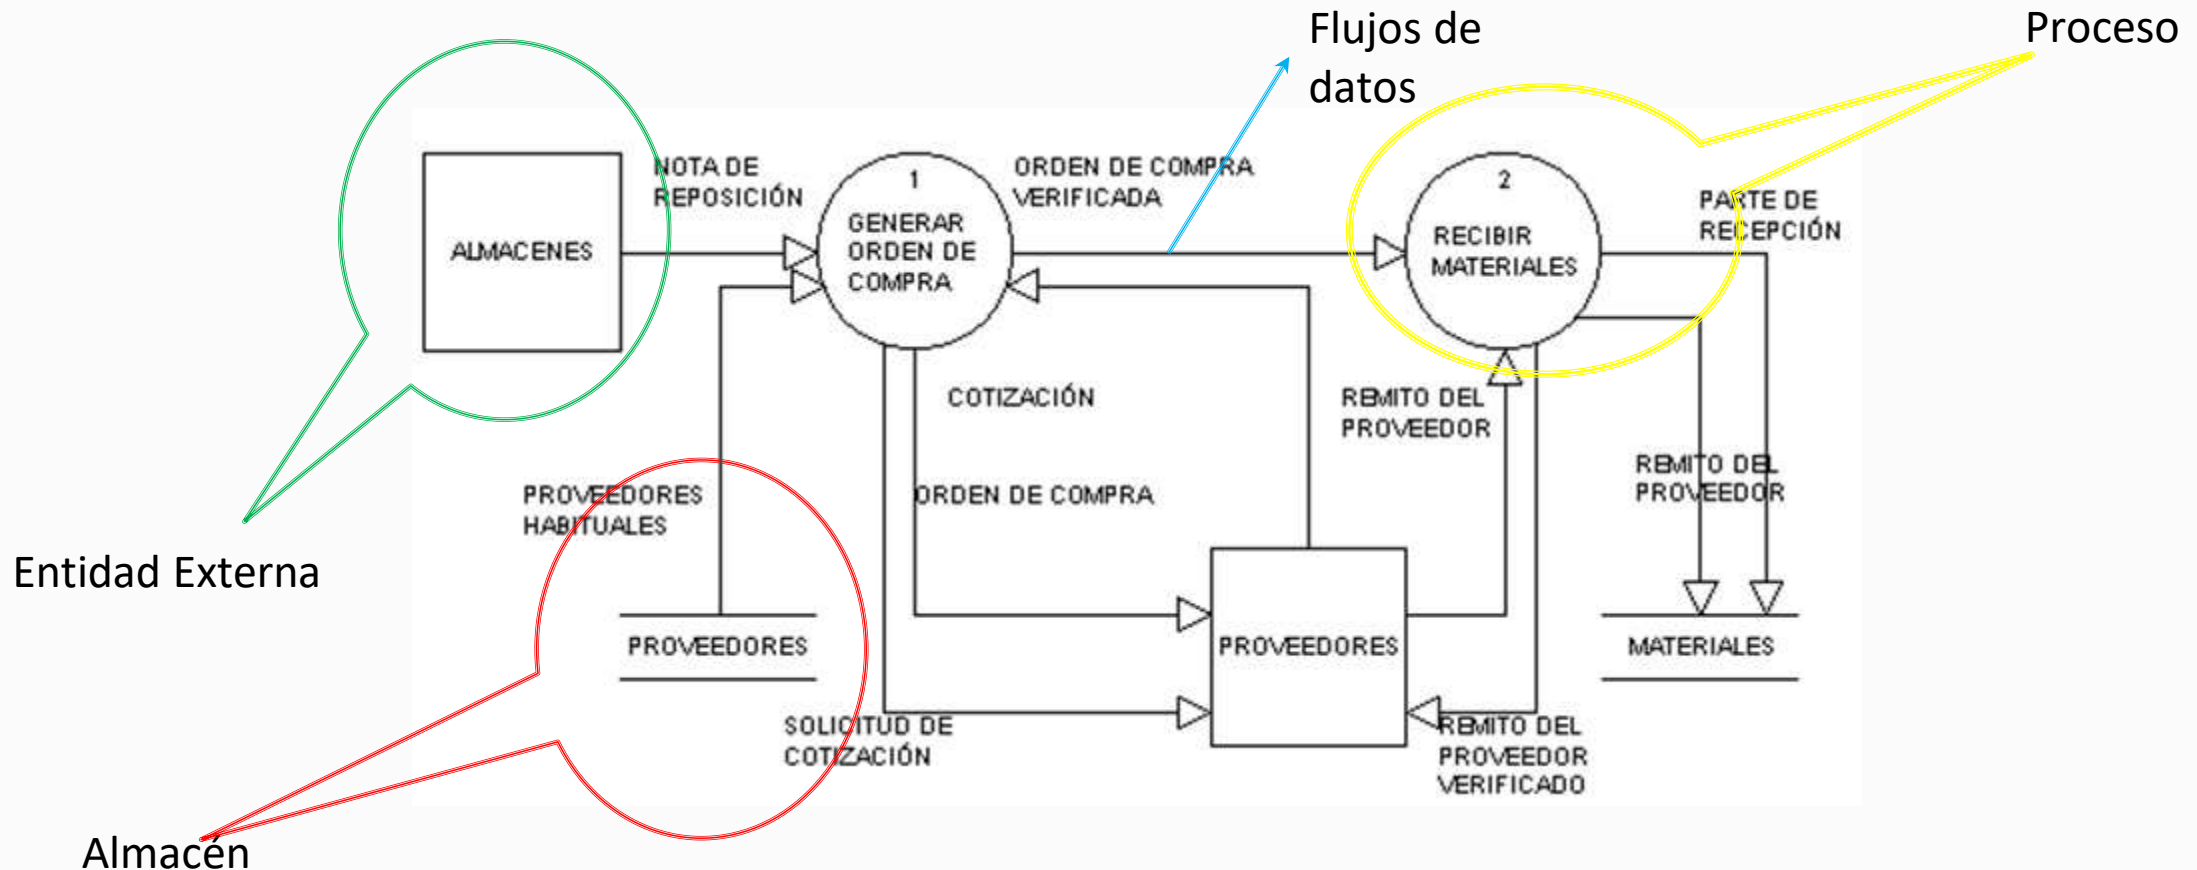 Flujos de
datos
Proceso
NOTA DE
REPOSICIÓN
ORDEN DE COMPRA
VERIFICADA
1
GENERAR
ORDEN DE
COMPRA
2
RECIBIR
MATERIALES
PARTE DE
RECEPCIÓN
ALMACENES
COTIZACIÓN
REMITO DEL
PROVEEDOR
REMITO DEL
PROVEEDOR
PROVEEDORES
HABITUALES
ORDEN DE COMPRA
Entidad Externa
PROVEEDORES
PROVEEDORES
MATERIALES
SOLICITUD DE
COTIZACIÓN
REMITO DEL
PROVEEDOR
VERIFICADO
Almacén